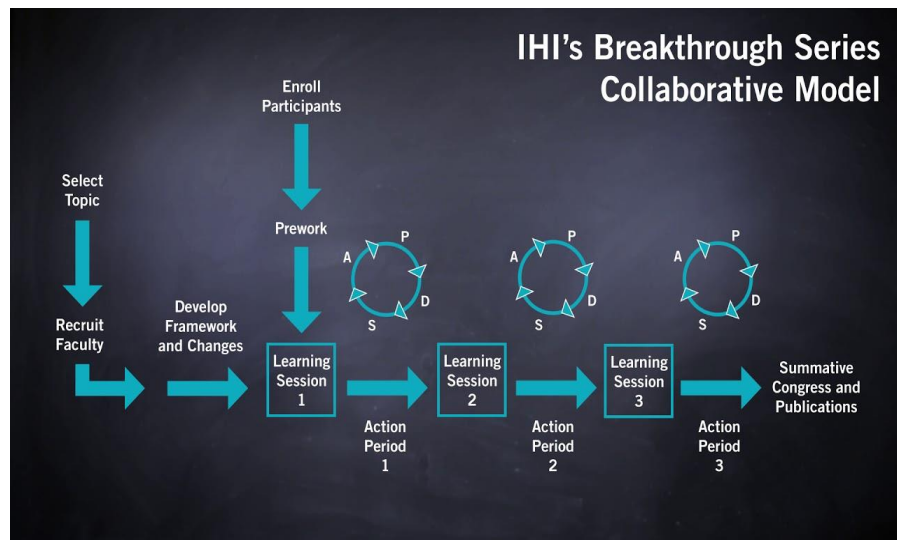 IHI's Breakthrough Series
Collaborative Model
Enroll
Participants
Select
Topic
Prework
P
A
D
S
P
A
D
S
P
A
D
S
Recruit
Faculty
Develop
Framework
and Changes
Learning
Session
1
Learning
Session
2
Learning
Session
3
Summative
Congress and
Publications
Action
Period
1
Action
Period
2
Action
Period
3